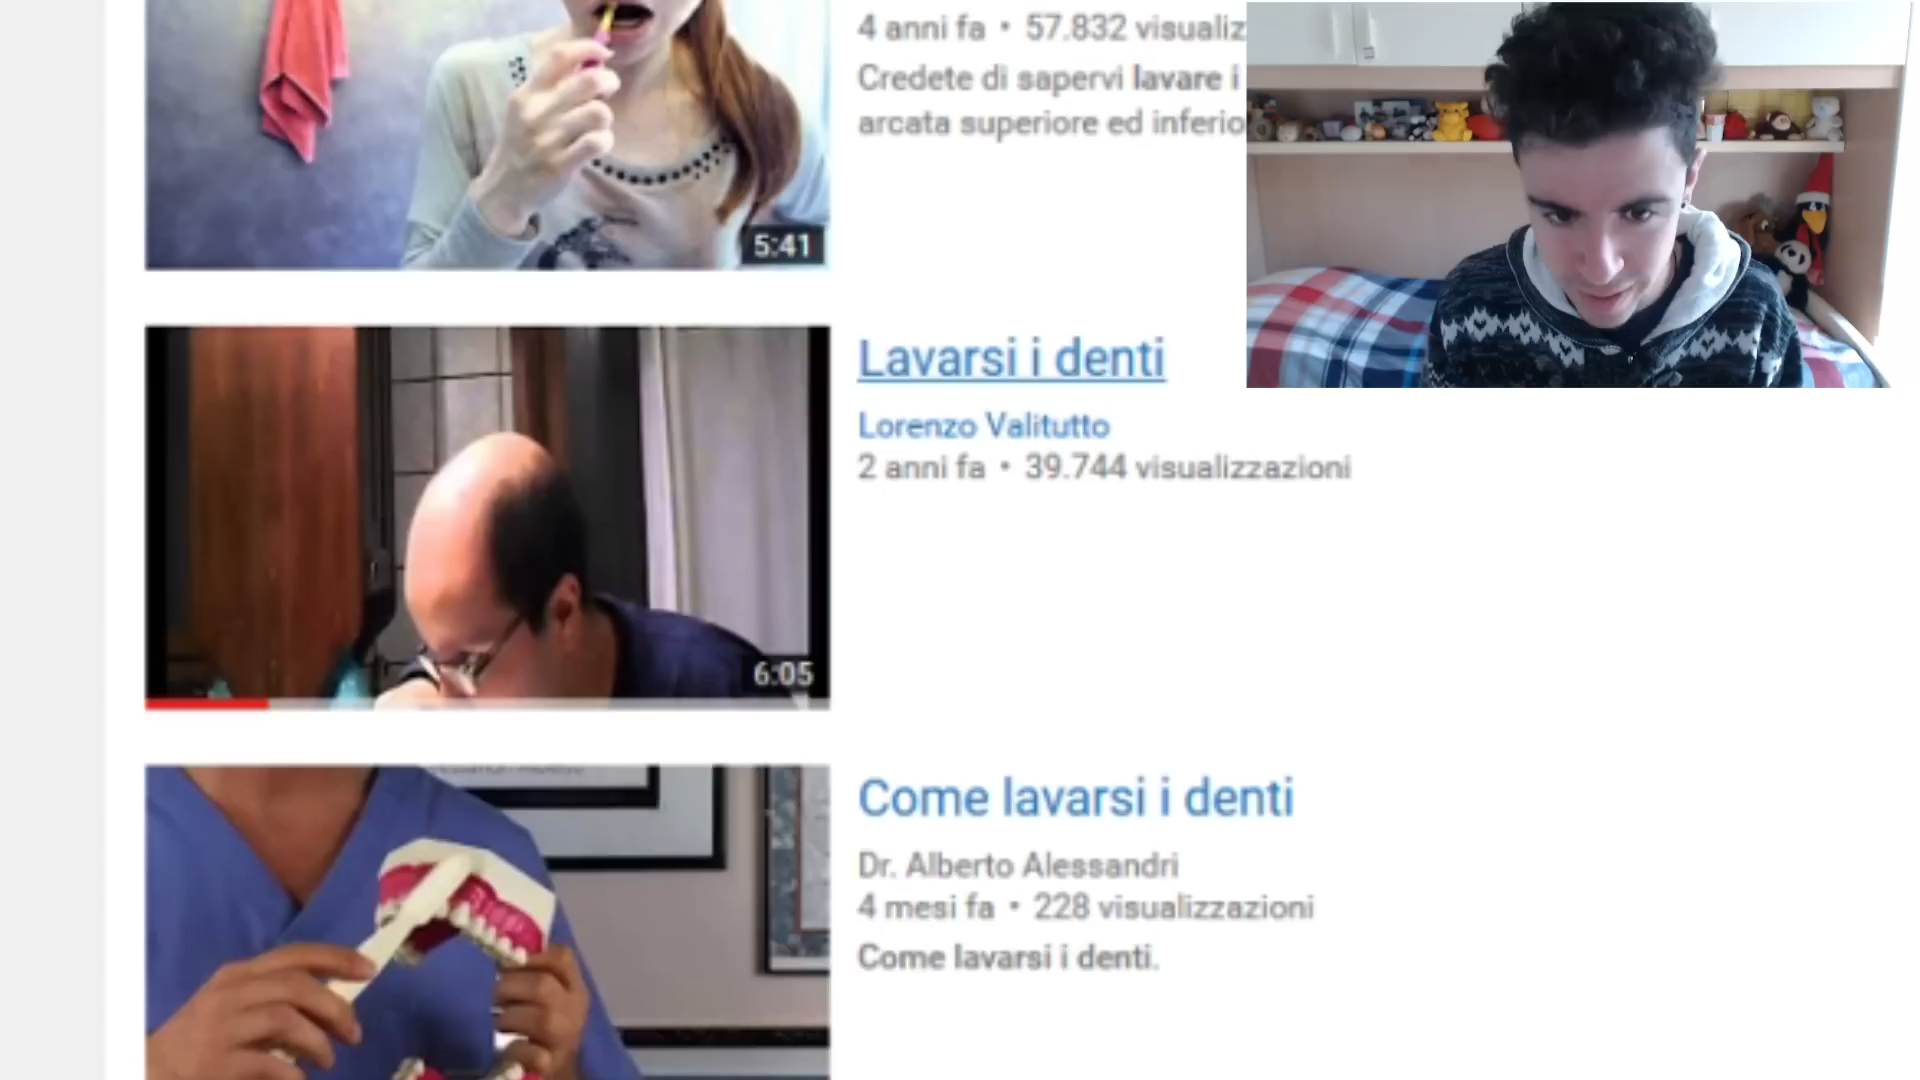 4 anni fa • 57.832 visualiz
Credete di sapervi lavare i
arcata superiore ed inferio
5:41
Lavarsi i denti
Lorenzo Valitutto
2 anni fa • 39.744 visualizzazioni
6:05
Come lavarsi i denti
Dr. Alberto Alessandri
4 mesi fa • 228 visualizzazioni
Come lavarsi i denti.